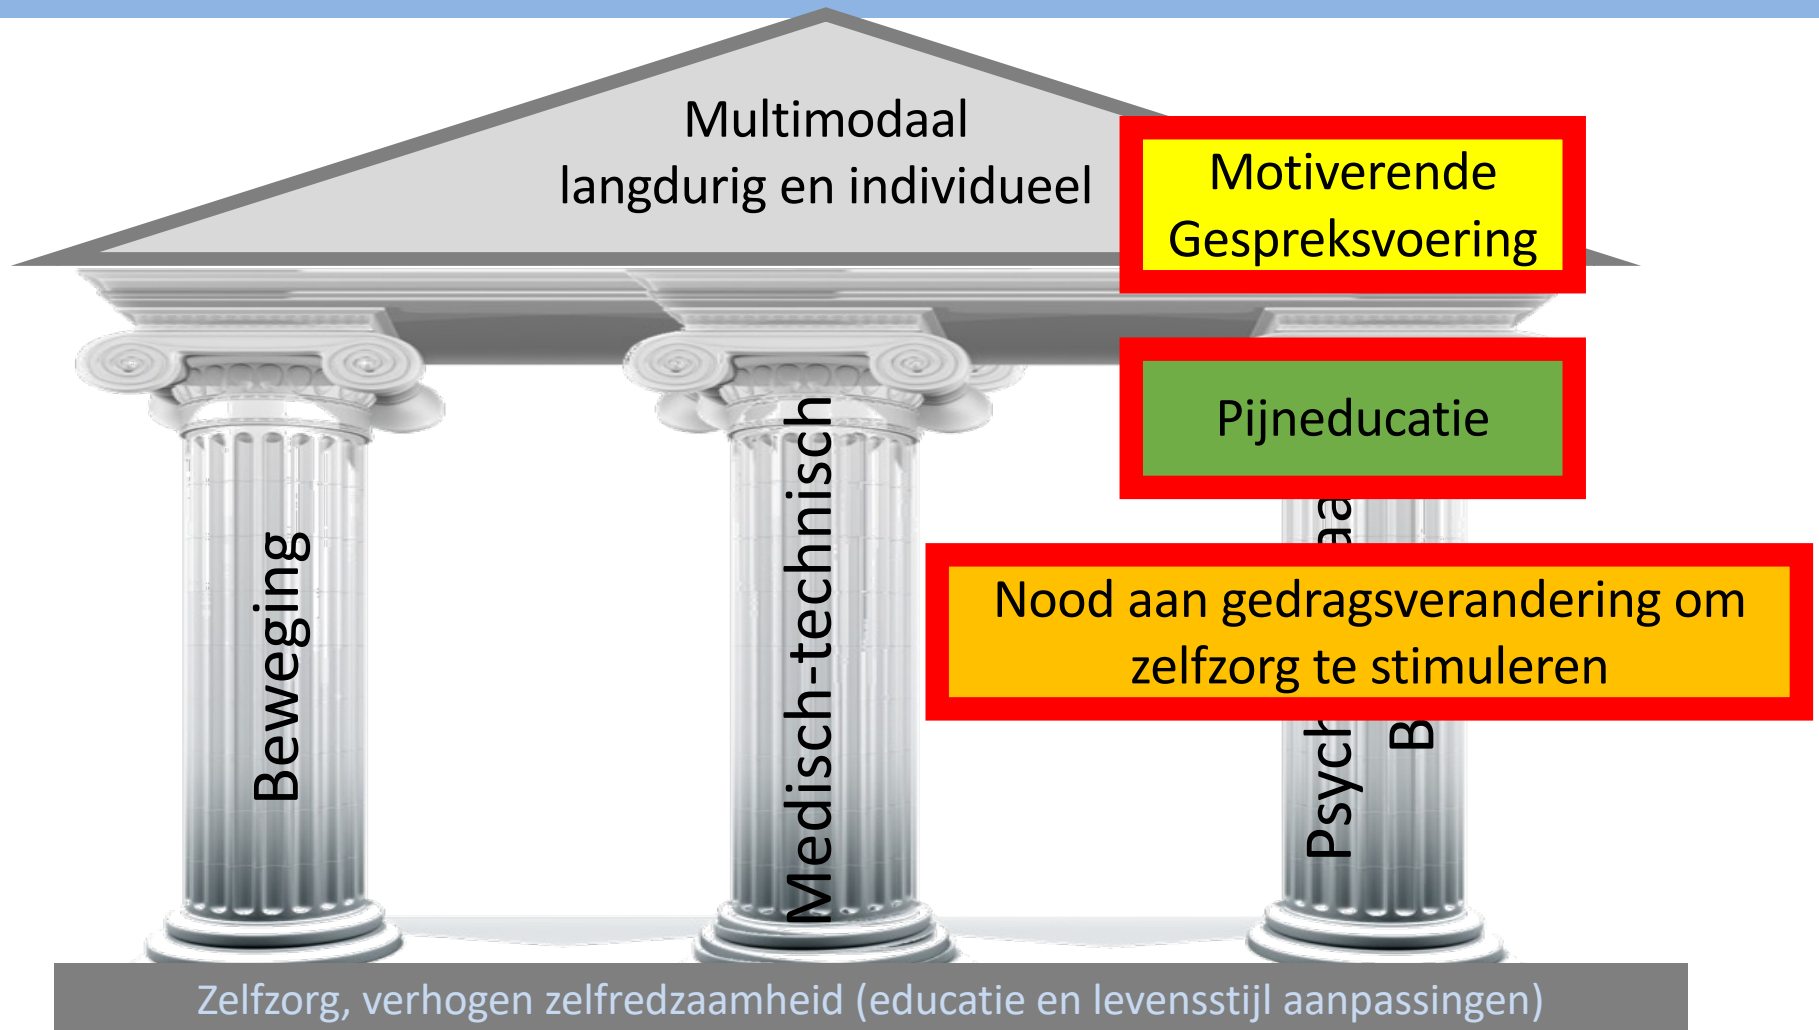 Multimodaal
langdurig en individueel
Motiverende
Gespreksvoering
Pijneducatie
Nood aan gedragsverandering om
zelfzorg te stimuleren
Beweging
Medisch-technisch
Zelfzorg, verhogen zelfredzaamheid (educatie en levensstijl aanpassingen)